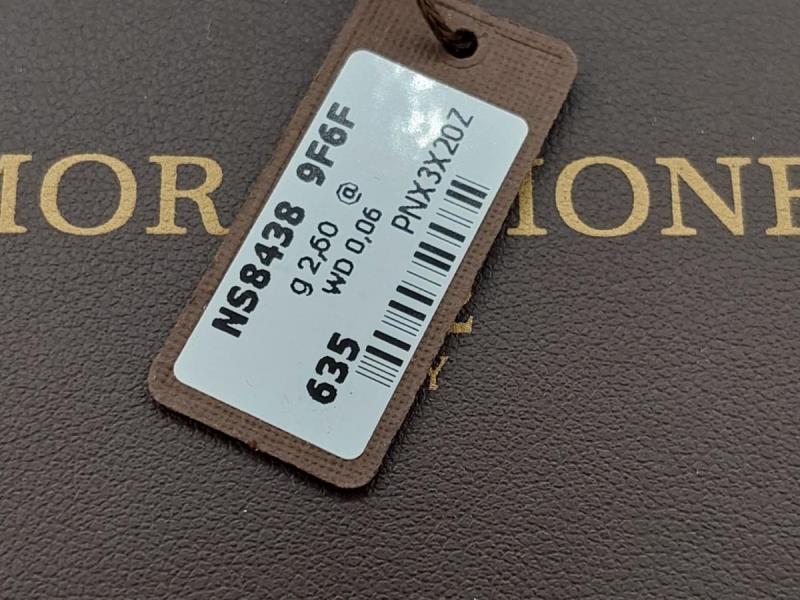 NS8438 9F6F
g 2,60 @
WD 0,06
PNX3X20Z
635
MOR
IONE